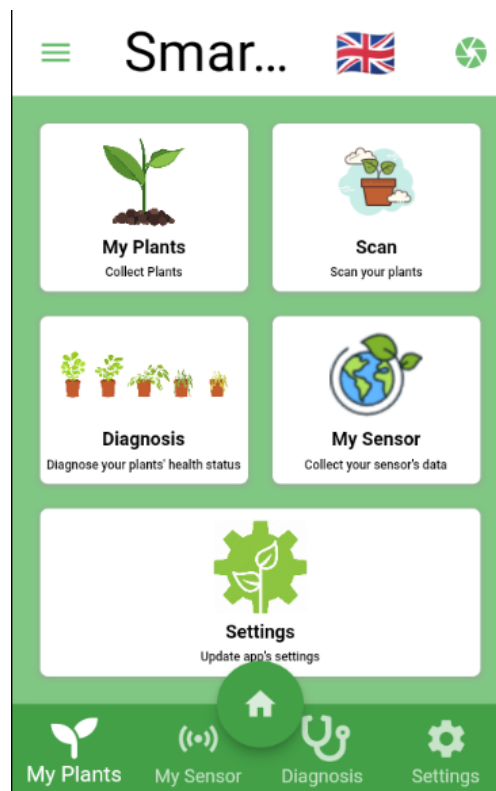 Smar...
My Plants
Collect Plants
Scan
Scan your plants
Diagnosis
Diagnose your plants' health status
My Sensor
Collect your sensor's data
Settings
Update app's settings
My Plants
My Sensor
Diagnosis
Settings